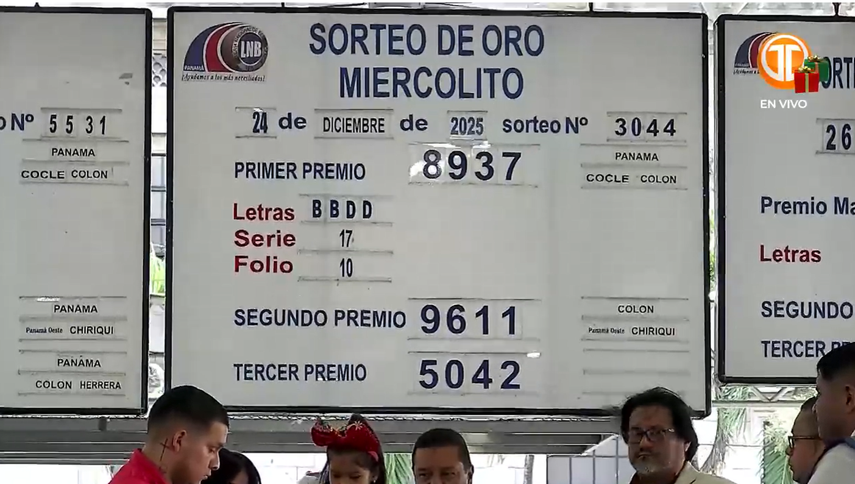 o Nº 5531
PANAMA
COCLE COLON
PANAMA
Panamá Oeste CHIRIQUI
PANAMA
COLON HERRERA
LNB
PANAMÁ
¡Ayudamos a los más necesitados!
SORTEO DE ORO
MIERCOLITO
24 de DICIEMBRE de 2025 sorteo Nº 3044
PANAMA
COCLE COLON
PRIMER PREMIO 8937
Letras BBDD
Serie 17
Folio 10
SEGUNDO PREMIO 9611
COLON
Panamá Oeste CHIRIQUI
TERCER PREMIO 5042
EN VIVO
26
Premio Ma
Letras
SEGUNDO
TERCER